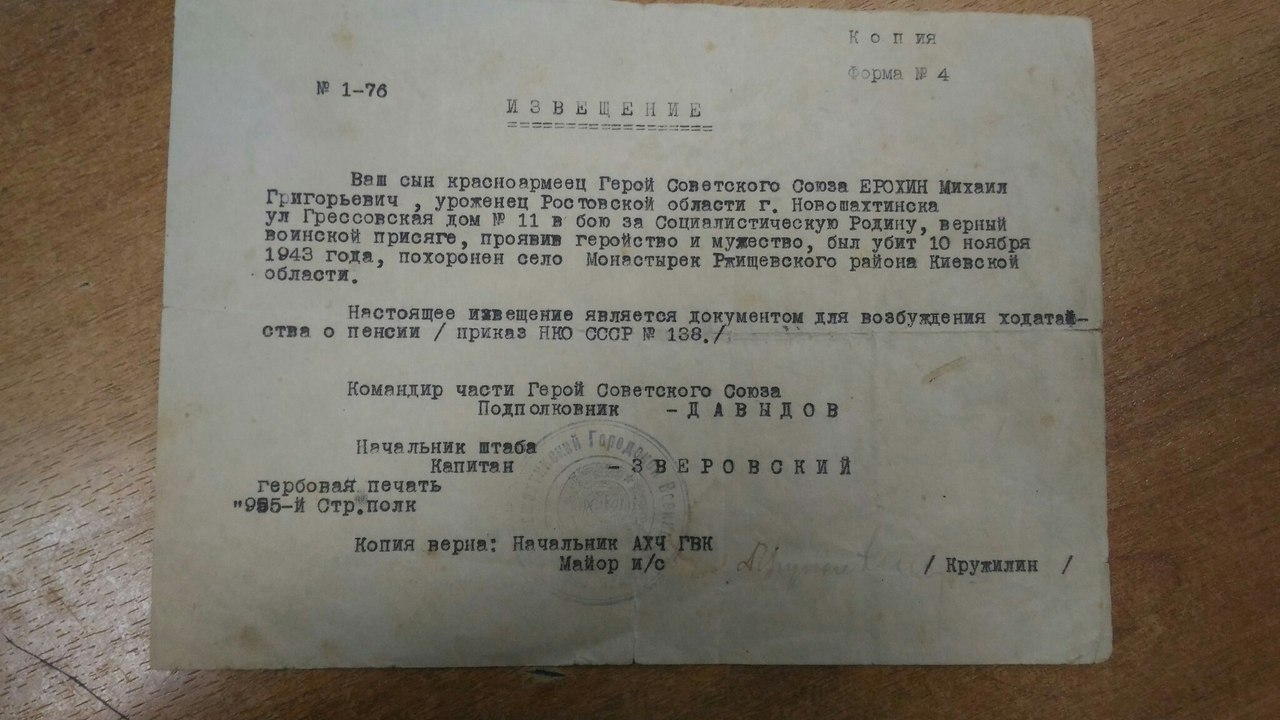 Копия
Форма № 4
№ 1-76
ИЗВЕЩЕНИЕ
Ваш сын красноармеец Герой Советского Союза ЕРОХИН Михаил
Григорьевич , уроженец Ростовской области г. Новошахтинска
ул Грессовская дом № 11 в бою за Социалистическую Родину, верный
воинской присяге, проявив геройство и мужество, был убит 10 ноября
1943 года, похоронен село Монастырек Ржищевского района Киевской
области.
Настоящее извещение является документом для возбуждения ходатай-
ства о пенсии / приказ НКО СССР № 138./
Командир части Герой Советского Союза
Подполковник -ДАВЫДОВ
Начальник штаба
Капитан -ЗВЕРОВСКИЙ
гербовая печать
"985-й Стр.полк
Городской
Копия верна: Начальник АХЧ ГВК
Майор и/с / Кружилин /